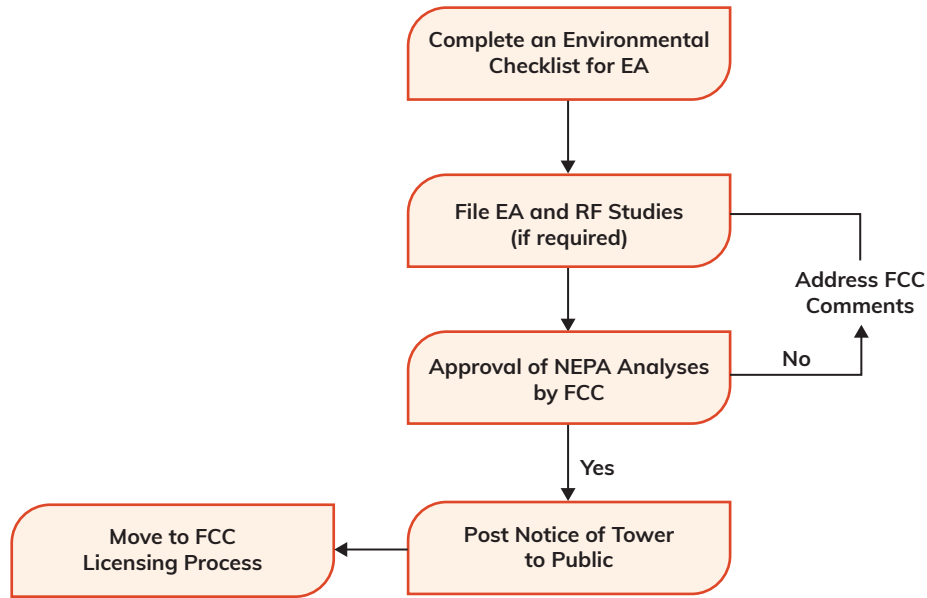 Complete an Environmental
Checklist for EA
File EA and RF Studies
(if required)
Address FCC
Comments
Approval of NEPA Analyses
by FCC
No
Yes
Post Notice of Tower
to Public
Move to FCC
Licensing Process